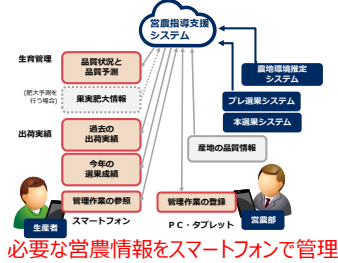 営農指導支援
システム
生育管理
品質状況と
品質予測
農地環境推定
システム
(肥大予測を
行う場合)
果実肥大情報
プレ選果システム
本選果システム
出荷実績
過去の
出荷実績
産地の品質情報
今年の
選果成績
管理作業の参照
管理作業の登録
生産者
スマートフォン
PC・タブレット
営農部
必要な営農情報をスマートフォンで管理